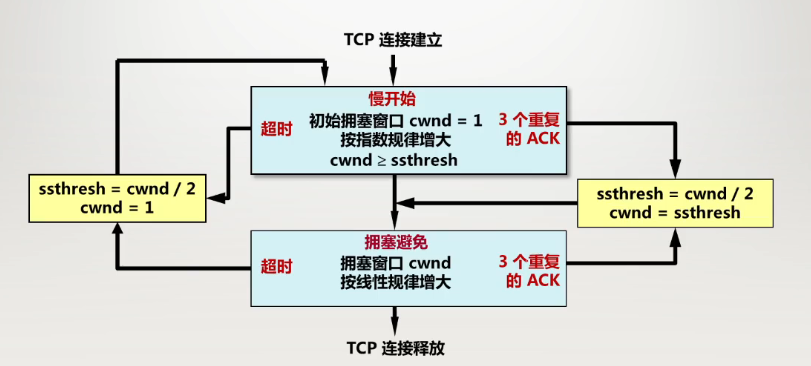 TCP 连接建立
慢开始
超时
初始拥塞窗口 cwnd = 1
按指数规律增大
cwnd ≥ ssthresh
3 个重复
的 ACK
ssthresh = cwnd / 2
cwnd = 1
ssthresh = cwnd / 2
cwnd = ssthresh
拥塞避免
超时
拥塞窗口 cwnd
按线性规律增大
3 个重复
的 ACK
TCP 连接释放